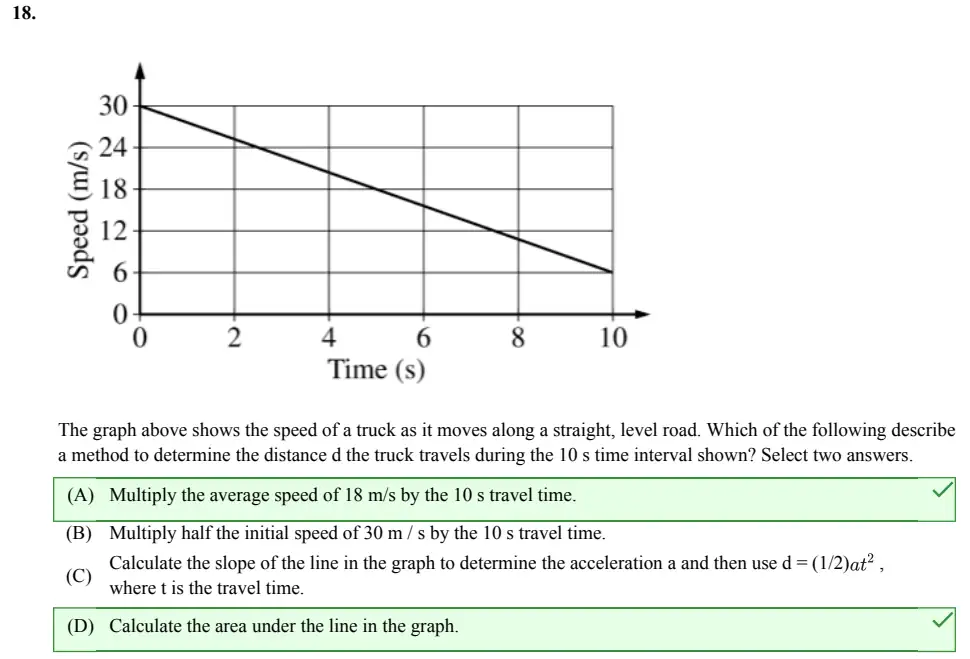 18.
30
24
18
12
6
0
Speed (m/s)
0 2 4 6 8 10
Time (s)
The graph above shows the speed of a truck as it moves along a straight, level road. Which of the following describe
a method to determine the distance d the truck travels during the 10 s time interval shown? Select two answers.
(A) Multiply the average speed of 18 m/s by the 10 s travel time.
(B) Multiply half the initial speed of 30 m / s by the 10 s travel time.
(C) Calculate the slope of the line in the graph to determine the acceleration a and then use d = (1/2)at² ,
where t is the travel time.
(D) Calculate the area under the line in the graph.